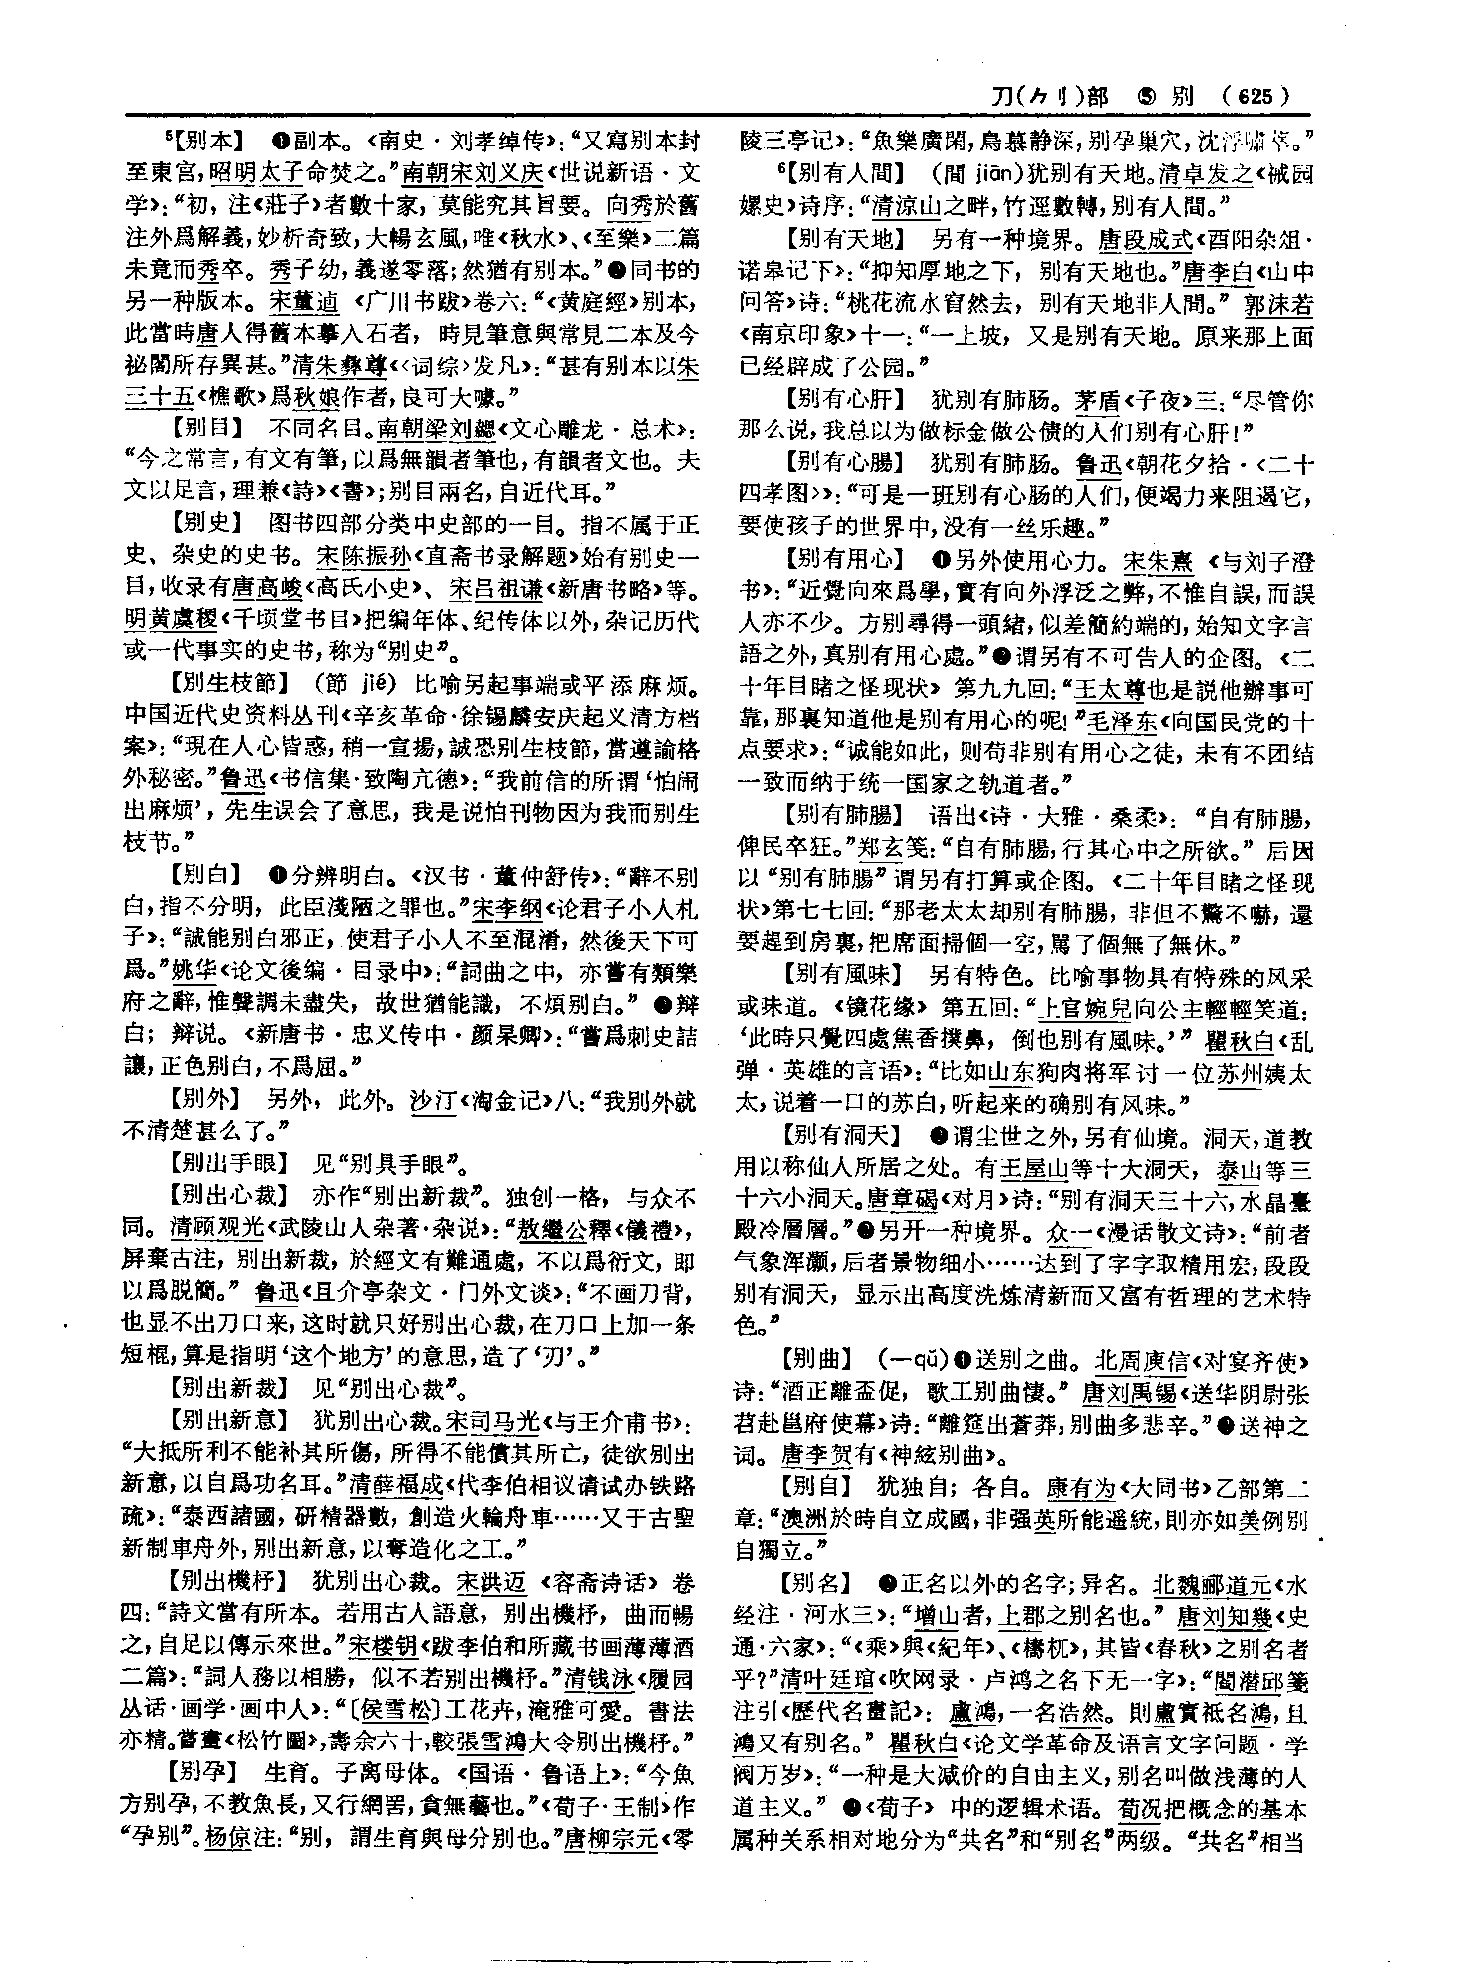 刀(⺈刂)部 ⑤ 别 (625)
⁵【别本】 ❶副本。《南史·刘孝绰传》：“又寫别本封
至東宫，昭明太子命焚之。”南朝宋刘义庆《世说新语·文
学》：“初，注《莊子》者數十家，莫能究其旨要。向秀於舊
注外爲解義，妙析奇致，大暢玄風，唯《秋水》、《至樂》二篇
未竟而秀卒。秀子幼，義遂零落；然猶有别本。”❷同书的
另一种版本。宋董逌《广川书跋》卷六：“《黄庭經》别本，
此當時唐人得舊本摹入石者，時見筆意與常見二本及今
祕閣所存異甚。”清朱彝尊《〈词综〉发凡》：“甚有别本以朱
三十五《樵歌》爲秋娘作者，良可大噱。”
【别目】 不同名目。南朝梁刘勰《文心雕龙·总术》：
“今之常言，有文有筆，以爲無韻者筆也，有韻者文也。夫
文以足言，理兼《詩》《書》；别目兩名，自近代耳。”
【别史】 图书四部分类中史部的一目。指不属于正
史、杂史的史书。宋陈振孙《直斋书录解题》始有别史一
目，收录有唐高峻《高氏小史》、宋吕祖谦《新唐书略》等。
明黄虞稷《千顷堂书目》把编年体、纪传体以外，杂记历代
或一代事实的史书，称为“别史”。
【别生枝節】 (節 jié) 比喻另起事端或平添麻烦。
中国近代史资料丛刊《辛亥革命·徐锡麟安庆起义清方档
案》：“現在人心皆惑，稍一宣揚，誠恐别生枝節，當遵諭格
外秘密。”鲁迅《书信集·致陶亢德》：“我前信的所谓‘怕闹
出麻烦’，先生误会了意思，我是说怕刊物因为我而别生
枝节。”
【别白】 ❶分辨明白。《汉书·董仲舒传》：“辭不别
白，指不分明，此臣淺陋之罪也。”宋李纲《论君子小人札
子》：“誠能别白邪正，使君子小人不至混淆，然後天下可
爲。”姚华《论文後编·目录中》：“詞曲之中，亦嘗有類樂
府之辭，惟聲調未盡失，故世猶能識，不煩别白。” ❷辩
白；辩说。《新唐书·忠义传中·颜杲卿》：“嘗爲刺史詰
讓，正色别白，不爲屈。”
【别外】 另外，此外。沙汀《淘金记》八：“我别外就
不清楚甚么了。”
【别出手眼】 见“别具手眼”。
【别出心裁】 亦作“别出新裁”。独创一格，与众不
同。清顾观光《武陵山人杂著·杂说》：“敖繼公釋《儀禮》，
屏棄古注，别出新裁，於經文有難通處，不以爲衍文，即
以爲脱簡。” 鲁迅《且介亭杂文·门外文谈》：“不画刀背，
也显不出刀口来，这时就只好别出心裁，在刀口上加一条
短棍，算是指明‘这个地方’的意思，造了‘刃’。”
【别出新裁】 见“别出心裁”。
【别出新意】 犹别出心裁。宋司马光《与王介甫书》：
“大抵所利不能补其所傷，所得不能償其所亡，徒欲别出
新意，以自爲功名耳。”清薛福成《代李伯相议请试办铁路
疏》：“泰西諸國，研精器數，創造火輪舟車……又于古聖
新制車舟外，别出新意，以奪造化之工。”
【别出機杼】 犹别出心裁。宋洪迈《容斋诗话》卷
四：“詩文當有所本。若用古人語意，别出機杼，曲而暢
之，自足以傳示來世。”宋楼钥《跋李伯和所藏书画薄薄酒
二篇》：“詞人務以相勝，似不若别出機杼。”清钱泳《履园
丛话·画学·画中人》：“〔侯雪松〕工花卉，淹雅可愛。書法
亦精。嘗畫《松竹圖》，壽余六十，較張雪鴻大令别出機杼。”
【别孕】 生育。子离母体。《国语·鲁语上》：“今魚
方别孕，不教魚長，又行網罟，貪無藝也。”《荀子·王制》作
“孕别”。杨倞注：“别，謂生育與母分别也。”唐柳宗元《零
陵三亭记》：“魚樂廣閑，鳥慕静深，别孕巢穴，沈浮嘯萃。”
⁶【别有人間】 (間 jiān)犹别有天地。清卓发之《祴园
嫘史》诗序：“清涼山之畔，竹逕數轉，别有人間。”
【别有天地】 另有一种境界。唐段成式《酉阳杂俎·
诺皋记下》：“抑知厚地之下，别有天地也。”唐李白《山中
问答》诗：“桃花流水窅然去，别有天地非人間。” 郭沫若
《南京印象》十一：“一上坡，又是别有天地。原来那上面
已经辟成了公园。”
【别有心肝】 犹别有肺肠。茅盾《子夜》三：“尽管你
那么说，我总以为做标金做公债的人们别有心肝！”
【别有心腸】 犹别有肺肠。鲁迅《朝花夕拾·〈二十
四孝图〉》：“可是一班别有心肠的人们，便竭力来阻遏它，
要使孩子的世界中，没有一丝乐趣。”
【别有用心】 ❶另外使用心力。宋朱熹《与刘子澄
书》：“近覺向來爲學，實有向外浮泛之弊，不惟自誤，而誤
人亦不少。方别尋得一頭緒，似差簡約端的，始知文字言
語之外，真别有用心處。”❷谓另有不可告人的企图。《二
十年目睹之怪现状》第九九回：“王太尊也是説他辦事可
靠，那裏知道他是别有用心的呢！”毛泽东《向国民党的十
点要求》：“诚能如此，则苟非别有用心之徒，未有不团结
一致而纳于统一国家之轨道者。”
【别有肺腸】 语出《诗·大雅·桑柔》：“自有肺腸，
俾民卒狂。”郑玄笺：“自有肺腸，行其心中之所欲。” 后因
以“别有肺腸”谓另有打算或企图。《二十年目睹之怪现
状》第七七回：“那老太太却别有肺腸，非但不驚不嚇，還
要趕到房裏，把席面掃個一空，駡了個無了無休。”
【别有風味】 另有特色。比喻事物具有特殊的风采
或味道。《镜花缘》第五回：“上官婉兒向公主輕輕笑道：
‘此時只覺四處焦香撲鼻，倒也别有風味。’” 瞿秋白《乱
弹·英雄的言语》：“比如山东狗肉将军讨一位苏州姨太
太，说着一口的苏白，听起来的确别有风味。”
【别有洞天】 ❶谓尘世之外，另有仙境。洞天，道教
用以称仙人所居之处。有王屋山等十大洞天，泰山等三
十六小洞天。唐章碣《对月》诗：“别有洞天三十六，水晶臺
殿冷層層。”❷另开一种境界。众一《漫话散文诗》：“前者
气象浑灏，后者景物细小……达到了字字取精用宏，段段
别有洞天，显示出高度洗炼清新而又富有哲理的艺术特
色。”
【别曲】 (—qǔ)❶送别之曲。北周庾信《对宴齐使》
诗：“酒正離盃促，歌工别曲悽。” 唐刘禹锡《送华阴尉张
苕赴邕府使幕》诗：“離筵出蒼莽，别曲多悲辛。”❷送神之
词。唐李贺有《神絃别曲》。
【别自】 犹独自；各自。康有为《大同书》乙部第二
章：“澳洲於時自立成國，非强英所能遥統，則亦如美例别
自獨立。”
【别名】 ❶正名以外的名字；异名。北魏郦道元《水
经注·河水三》：“增山者，上郡之别名也。” 唐刘知幾《史
通·六家》：“《乘》與《紀年》、《檮杌》，其皆《春秋》之别名者
乎？”清叶廷琯《吹网录·卢鸿之名下无一字》：“閻潜邱箋
注引《歷代名畫記》：盧鴻，一名浩然。則盧實祗名鴻，且
鴻又有别名。” 瞿秋白《论文学革命及语言文字问题·学
阀万岁》：“一种是大减价的自由主义，别名叫做浅薄的人
道主义。” ❷《荀子》中的逻辑术语。荀况把概念的基本
属种关系相对地分为“共名”和“别名”两级。“共名”相当